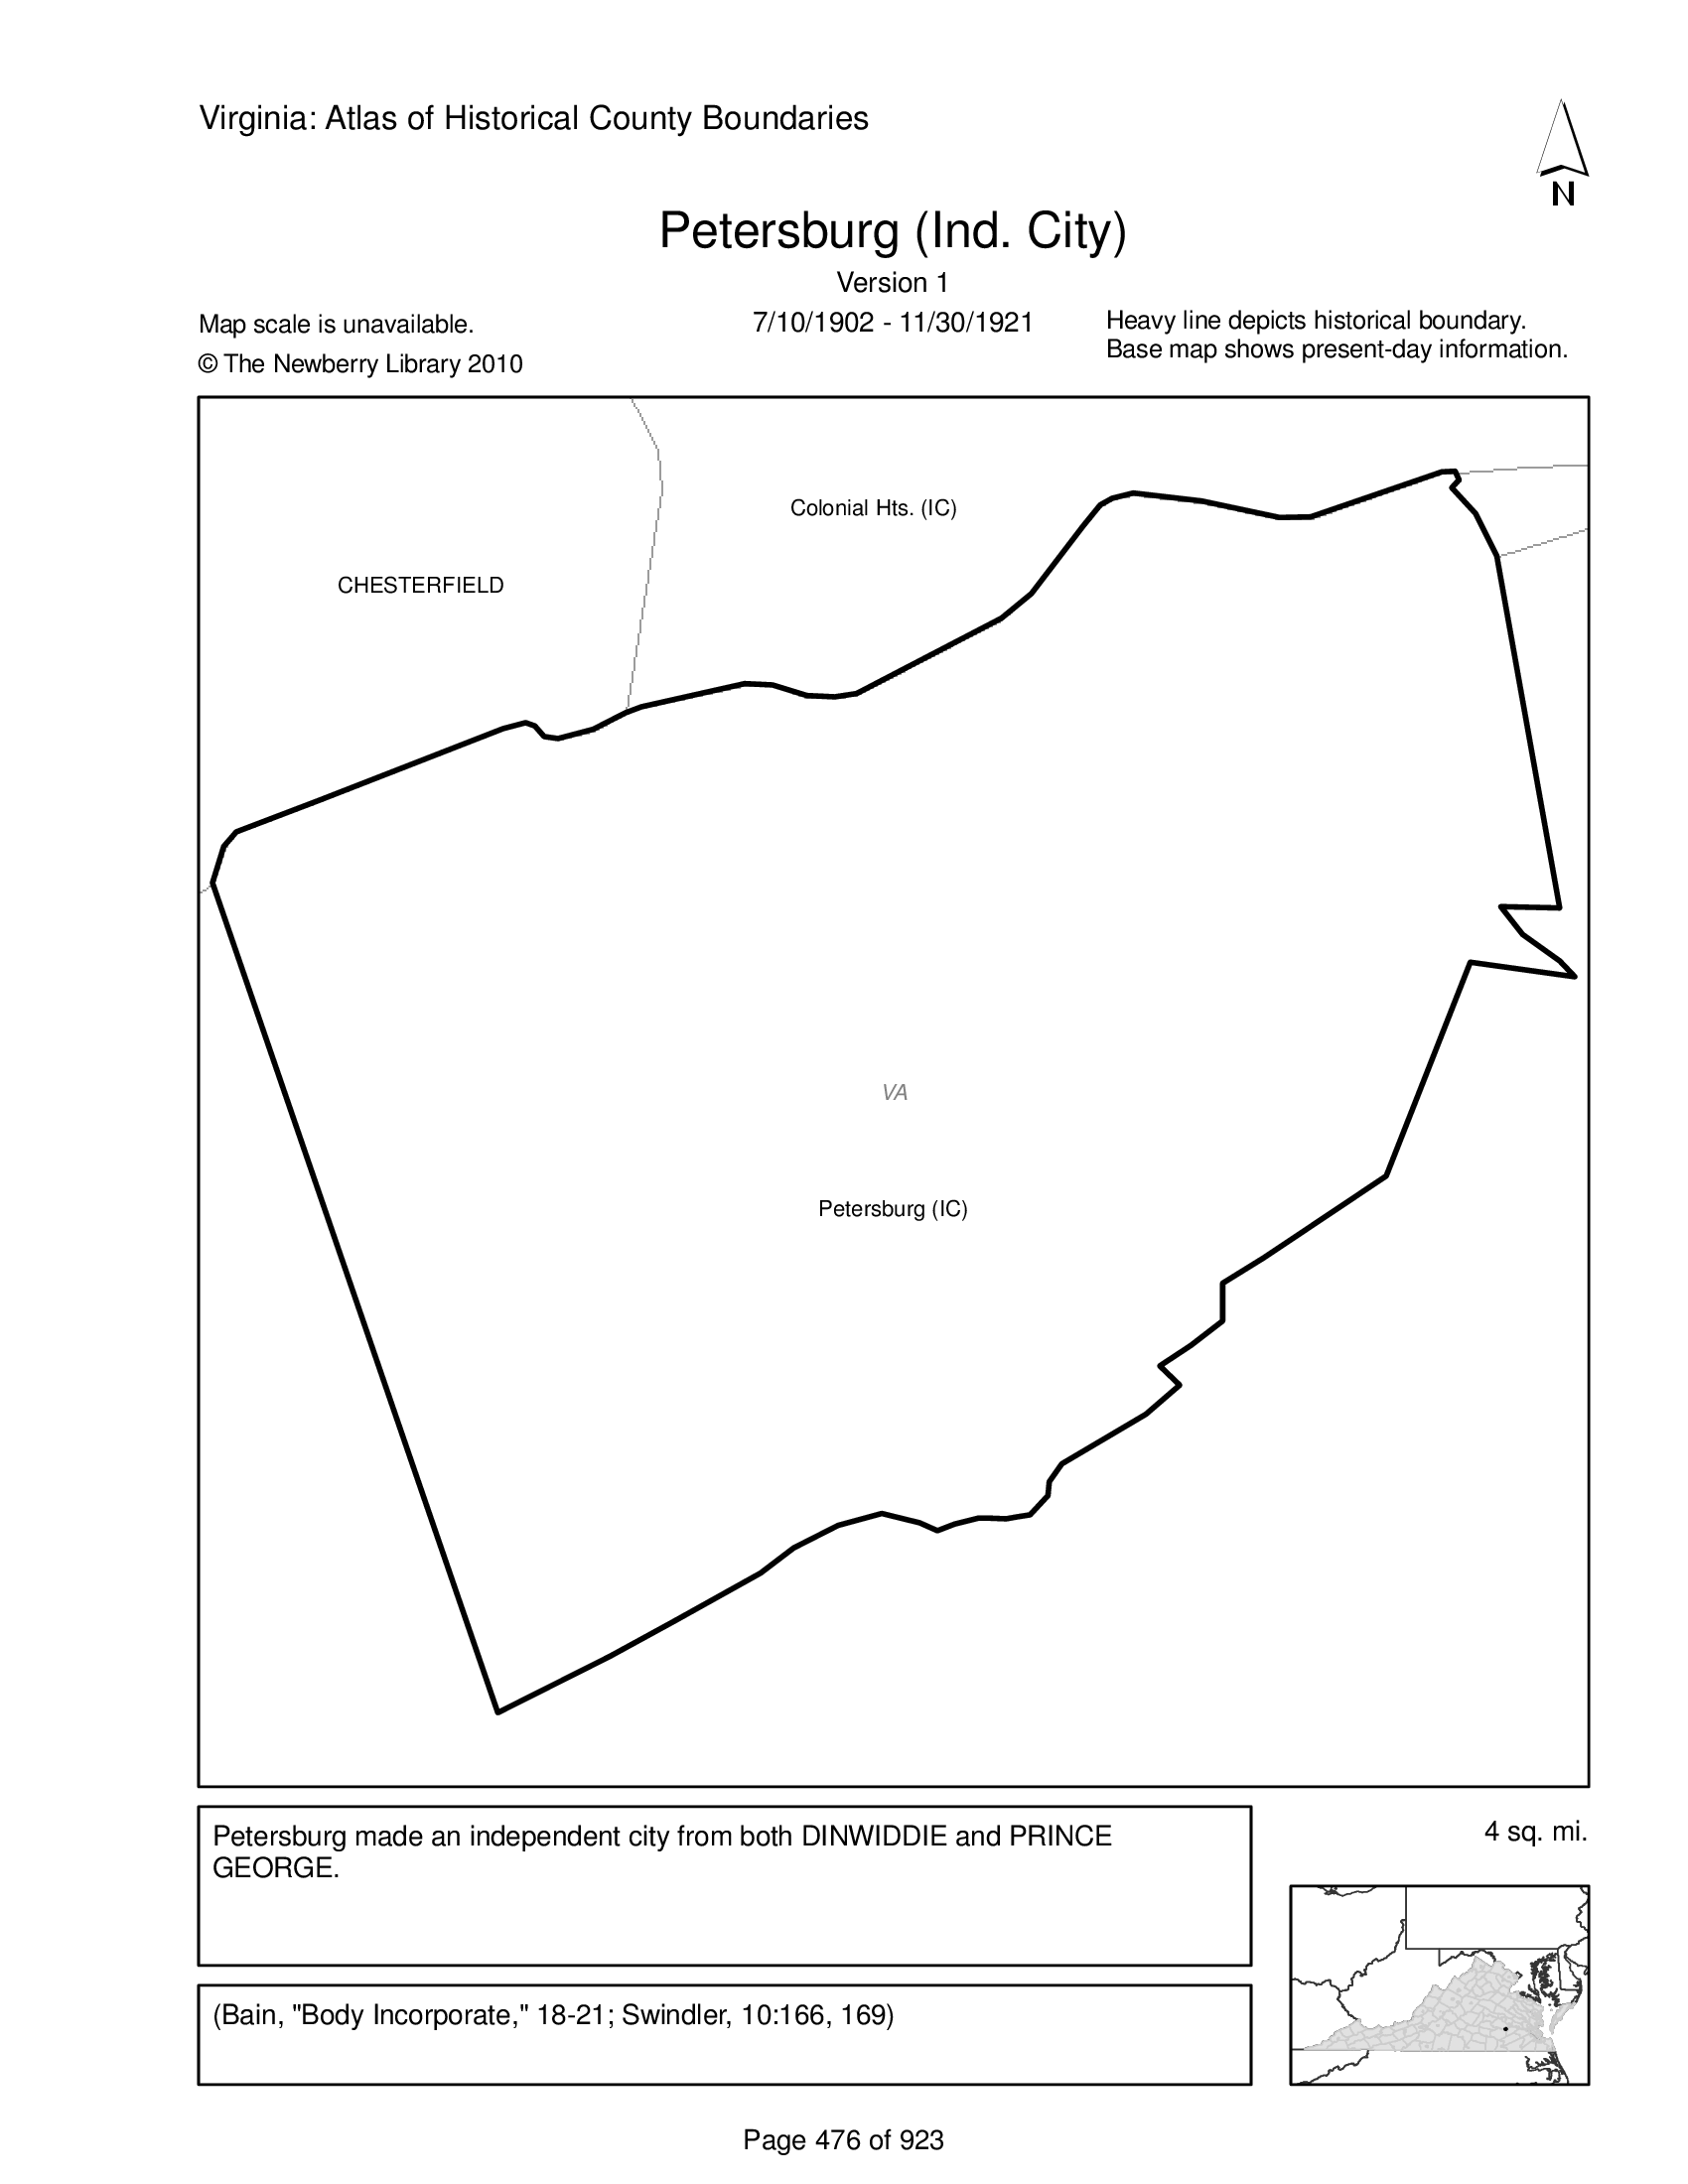 Virginia: Atlas of Historical County Boundaries
N
Petersburg (Ind. City)
Version 1
Map scale is unavailable.
7/10/1902 - 11/30/1921
Heavy line depicts historical boundary.
© The Newberry Library 2010
Base map shows present-day information.
Colonial Hts. (IC)
CHESTERFIELD
VA
Petersburg (IC)
Petersburg made an independent city from both DINWIDDIE and PRINCE
GEORGE.
4 sq. mi.
(Bain, "Body Incorporate," 18-21; Swindler, 10:166, 169)
Page 476 of 923